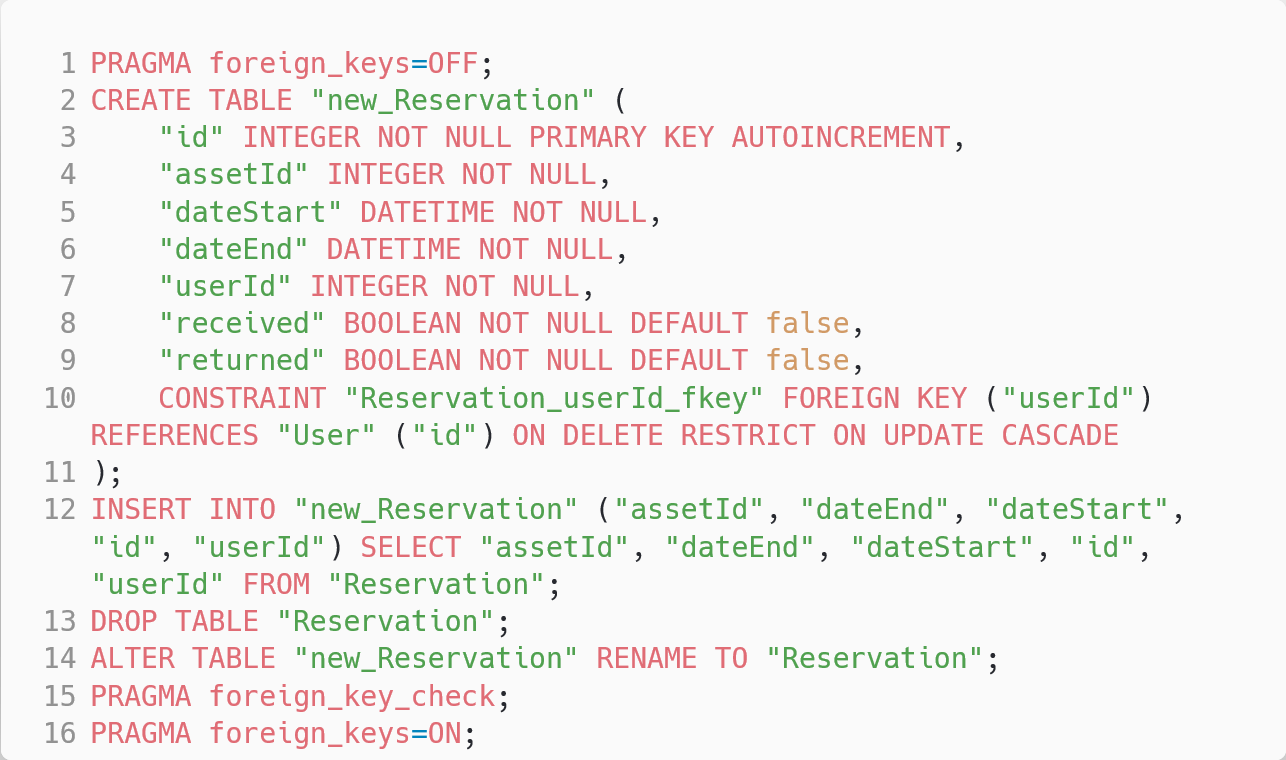 1 PRAGMA foreign_keys=OFF;
2 CREATE TABLE "new_Reservation" (
3     "id" INTEGER NOT NULL PRIMARY KEY AUTOINCREMENT,
4     "assetId" INTEGER NOT NULL,
5     "dateStart" DATETIME NOT NULL,
6     "dateEnd" DATETIME NOT NULL,
7     "userId" INTEGER NOT NULL,
8     "received" BOOLEAN NOT NULL DEFAULT false,
9     "returned" BOOLEAN NOT NULL DEFAULT false,
10     CONSTRAINT "Reservation_userId_fkey" FOREIGN KEY ("userId")
REFERENCES "User" ("id") ON DELETE RESTRICT ON UPDATE CASCADE
11 );
12 INSERT INTO "new_Reservation" ("assetId", "dateEnd", "dateStart",
"id", "userId") SELECT "assetId", "dateEnd", "dateStart", "id",
"userId" FROM "Reservation";
13 DROP TABLE "Reservation";
14 ALTER TABLE "new_Reservation" RENAME TO "Reservation";
15 PRAGMA foreign_key_check;
16 PRAGMA foreign_keys=ON;